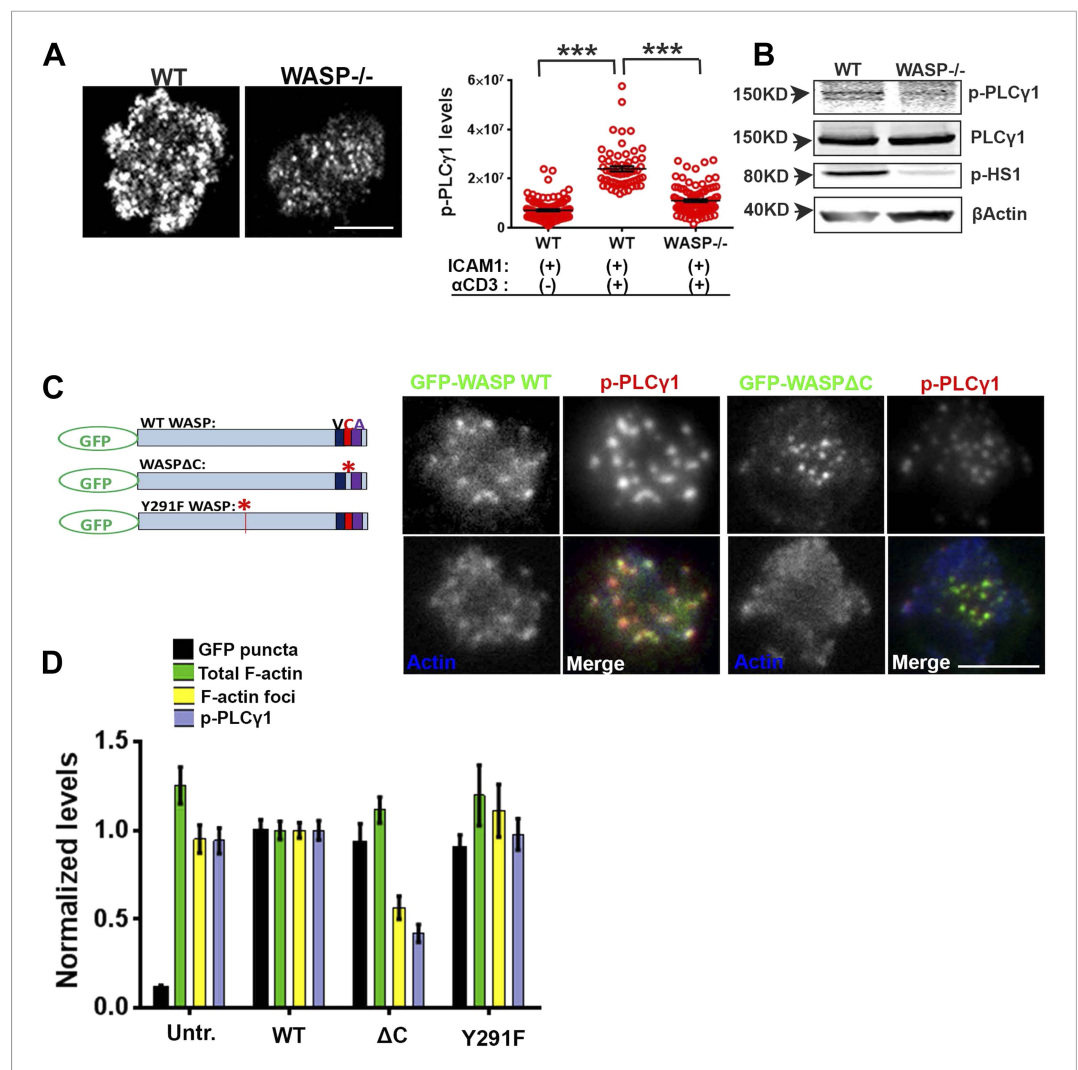 A
WT
WASP-/-
p-PLCγ1 levels
6×10⁷
4×10⁷
2×10⁷
0
***
***
WT
WT
WASP-/-
ICAM1: (+) (+) (+)
αCD3 : (-) (+) (+)
B
WT WASP-/-
150KD p-PLCγ1
150KD PLCγ1
80KD p-HS1
40KD βActin
C
WT WASP: VCA
GFP
WASPΔC: *
GFP
Y291F WASP: *
GFP
GFP-WASP WT
p-PLCγ1
GFP-WASPΔC
p-PLCγ1
Actin
Merge
Actin
Merge
D
GFP puncta
Total F-actin
F-actin foci
p-PLCγ1
Normalized levels
1.5
1.0
0.5
0.0
Untr.
WT
ΔC
Y291F